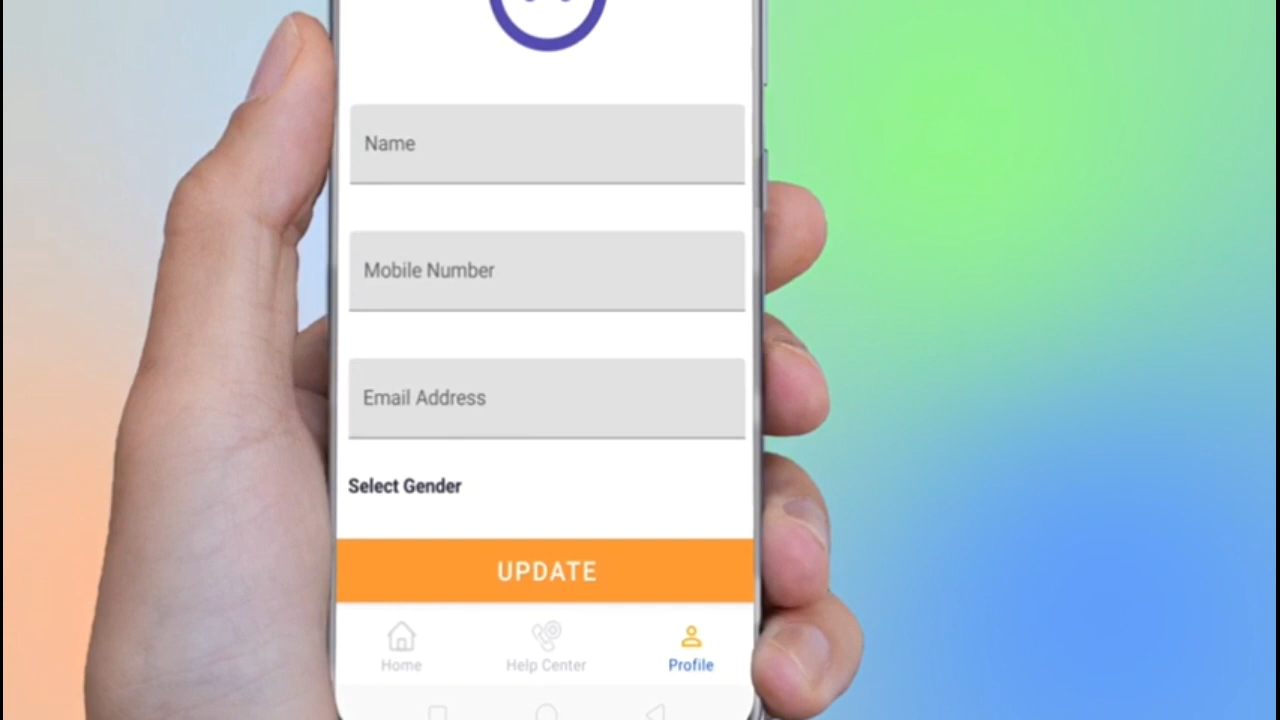 Name
Mobile Number
Email Address
Select Gender
UPDATE
Home
Help Center
Profile